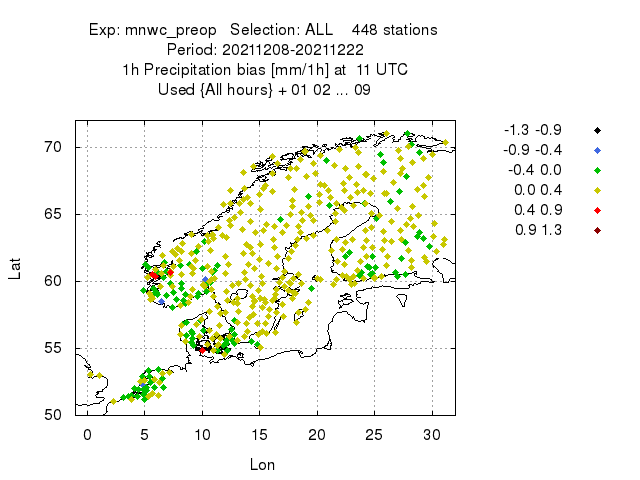 Exp: mnwc_preop Selection: ALL 448 stations
Period: 20211208-20211222
1h Precipitation bias [mm/1h] at 11 UTC
Used {All hours} + 01 02 ... 09
-1.3 -0.9
-0.9 -0.4
-0.4 0.0
0.0 0.4
0.4 0.9
0.9 1.3
70
65
60
55
50
Lat
0 5 10 15 20 25 30
Lon